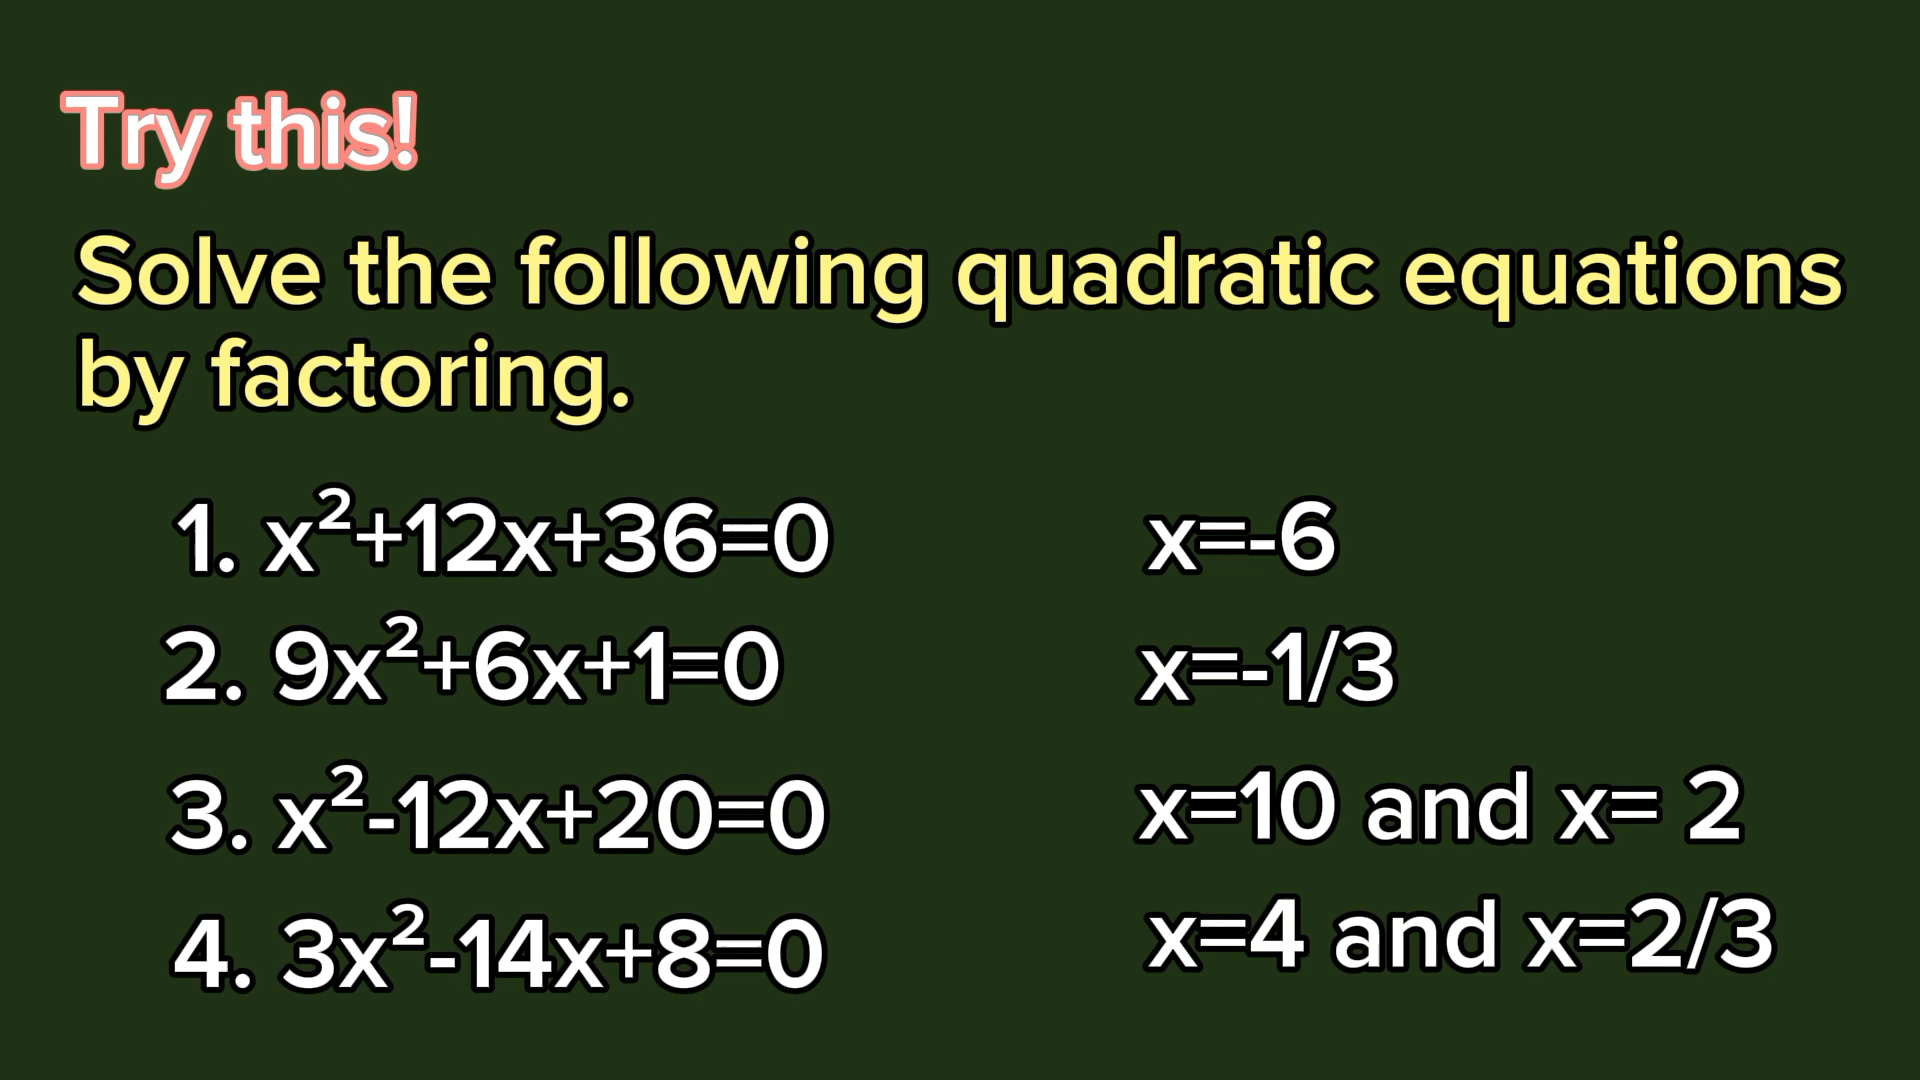 Try this!
Solve the following quadratic equations
by factoring.
1. x²+12x+36=0 x=-6
2. 9x²+6x+1=0 x=-1/3
3. x²-12x+20=0 x=10 and x= 2
4. 3x²-14x+8=0 x=4 and x=2/3